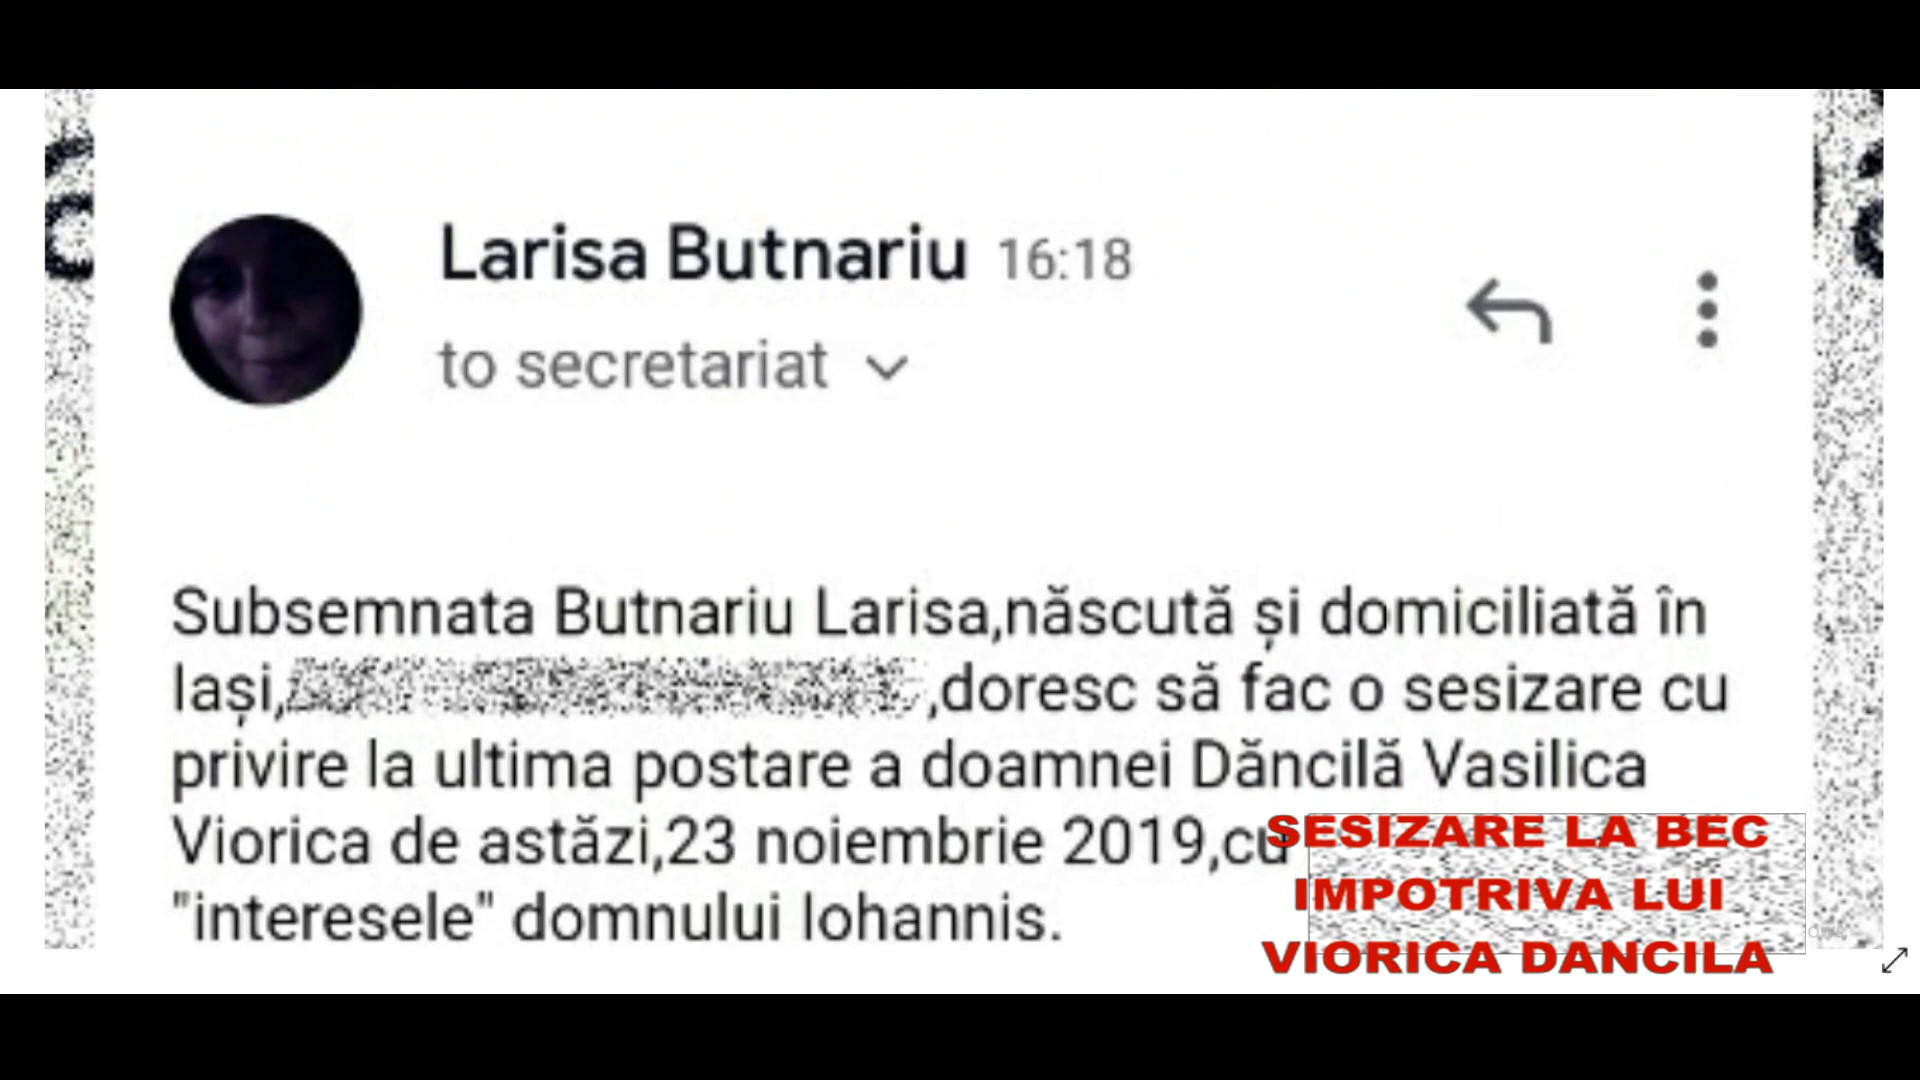 Larisa Butnariu 16:18
to secretariat
Subsemnata Butnariu Larisa,născută și domiciliată în
Iași, ,doresc să fac o sesizare cu
privire la ultima postare a doamnei Dăncilă Vasilica
Viorica de astăzi,23 noiembrie 2019,cu
"interesele" domnului Iohannis.
SESIZARE LA BEC
IMPOTRIVA LUI
VIORICA DANCILA